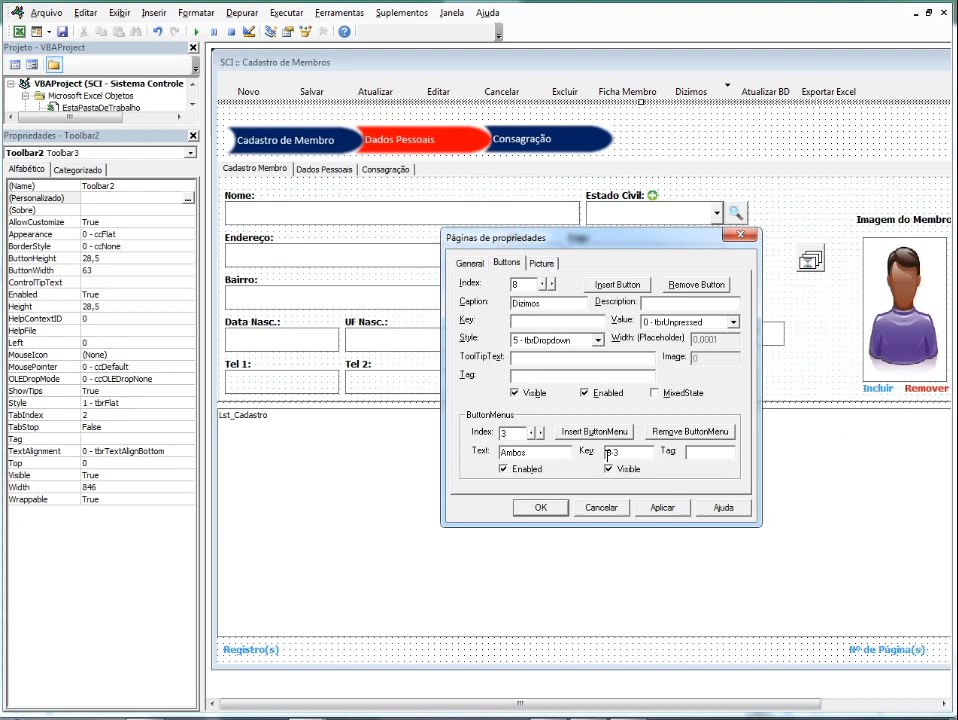 Arquivo Editar Exibir Inserir Formatar Depurar Executar Ferramentas Suplementos Janela Ajuda
Projeto - VBAProject
VBAProject (SCI - Sistema Controle
Microsoft Excel Objetos
EstaPastaDeTrabalho
Propriedades - Toolbar2
Toolbar2 Toolbar3
Alfabético Categorizado
(Name) Toolbar2
(Personalizado) ...
(Sobre)
AllowCustomize True
Appearance 0 - ccFlat
BorderStyle 0 - ccNone
ButtonHeight 28,5
ButtonWidth 63
ControlTipText
Enabled True
Height 28,5
HelpContextID 0
HelpFile
Left 0
MouseIcon (None)
MousePointer 0 - ccDefault
OLEDropMode 0 - ccOLEDropNone
ShowTips True
Style 1 - tbrFlat
TabIndex 2
TabStop False
Tag
TextAlignment 0 - tbrTextAlignBottom
Top 0
Visible True
Width 846
Wrappable True
SCI :: Cadastro de Membros
Novo Salvar Atualizar Editar Cancelar Excluir Ficha Membro Dizimos Atualizar BD Exportar Excel
Cadastro de Membro Dados Pessoais Consagração
Cadastro Membro Dados Pessoais Consagração
Nome: Estado Civil:
Endereço:
Bairro:
Data Nasc.: UF Nasc.:
Tel 1: Tel 2:
Imagem do Membro
Incluir Remover
Lst_Cadastro
Registro(s) Nº de Página(s)
Páginas de propriedades
General Buttons Picture
Index: 8 Insert Button Remove Button
Caption: Dizimos Description:
Key: Value: 0 - tbrUnpressed
Style: 5 - tbrDropdown Width: (Placeholder) 0,0001
ToolTipText: Image: 0
Tag:
Visible Enabled MixedState
ButtonMenus
Index: 3 Insert ButtonMenu Remove ButtonMenu
Text: Ambos Key: Tag:
Enabled Visible
OK Cancelar Aplicar Ajuda